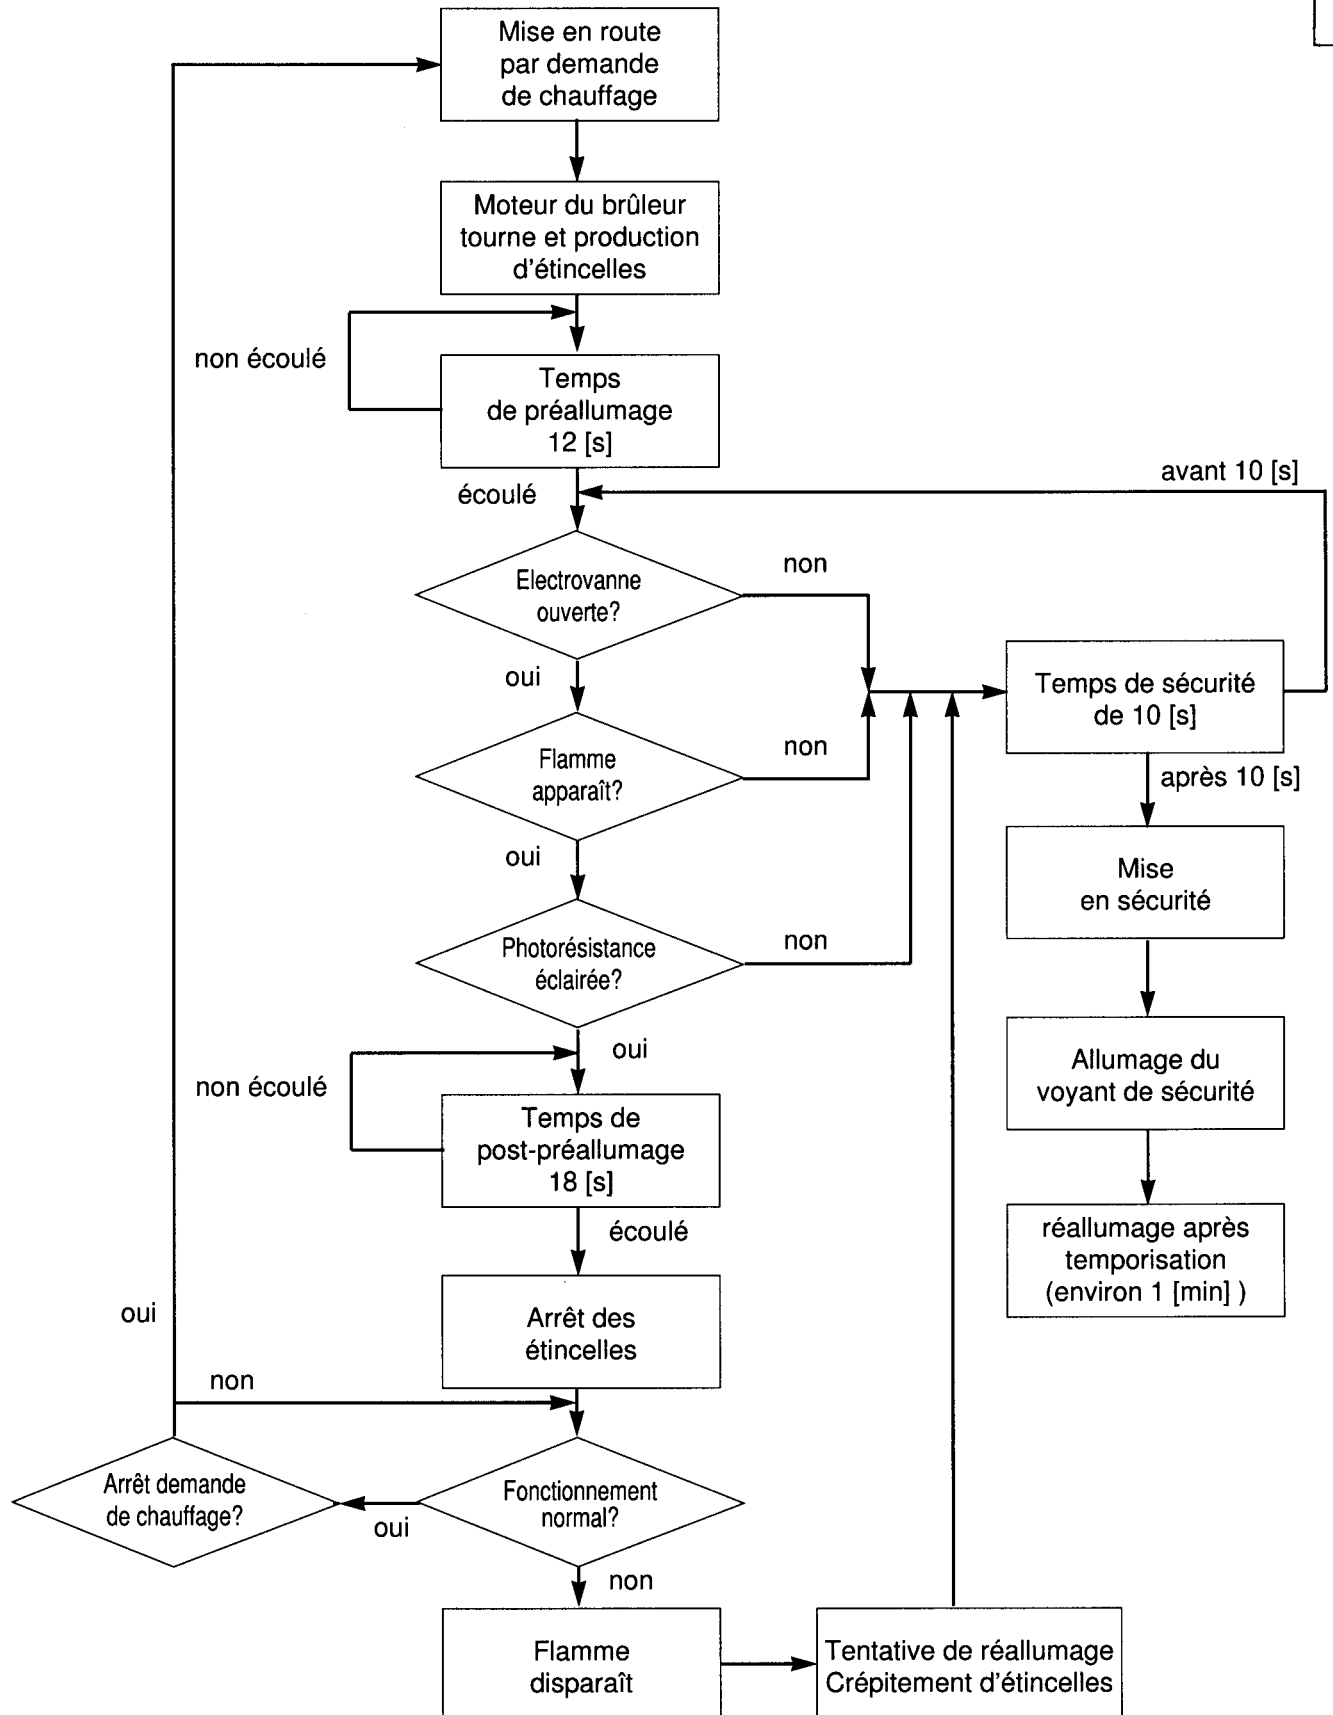 Mise en route
par demande
de chauffage
Moteur du brûleur
tourne et production
d'étincelles
non écoulé
Temps
de préallumage
12 [s]
écoulé
avant 10 [s]
Electrovanne
ouverte?
non
oui
Temps de sécurité
de 10 [s]
Flamme
apparaît?
non
après 10 [s]
oui
Mise
en sécurité
Photorésistance
éclairée?
non
oui
non écoulé
Temps de
post-préallumage
18 [s]
Allumage du
voyant de sécurité
écoulé
réallumage après
temporisation
(environ 1 [min] )
Arrêt des
étincelles
oui
non
Arrêt demande
de chauffage?
oui
Fonctionnement
normal?
non
Flamme
disparaît
Tentative de réallumage
Crépitement d'étincelles